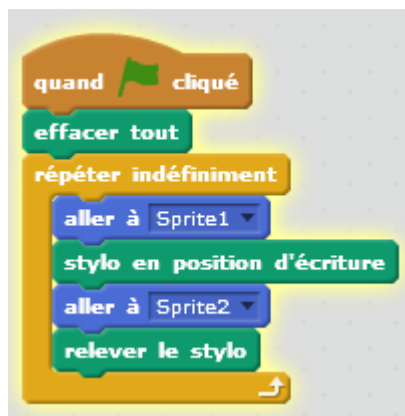 quand cliqué
effacer tout
répéter indéfiniment
aller à Sprite1
stylo en position d'écriture
aller à Sprite2
relever le stylo